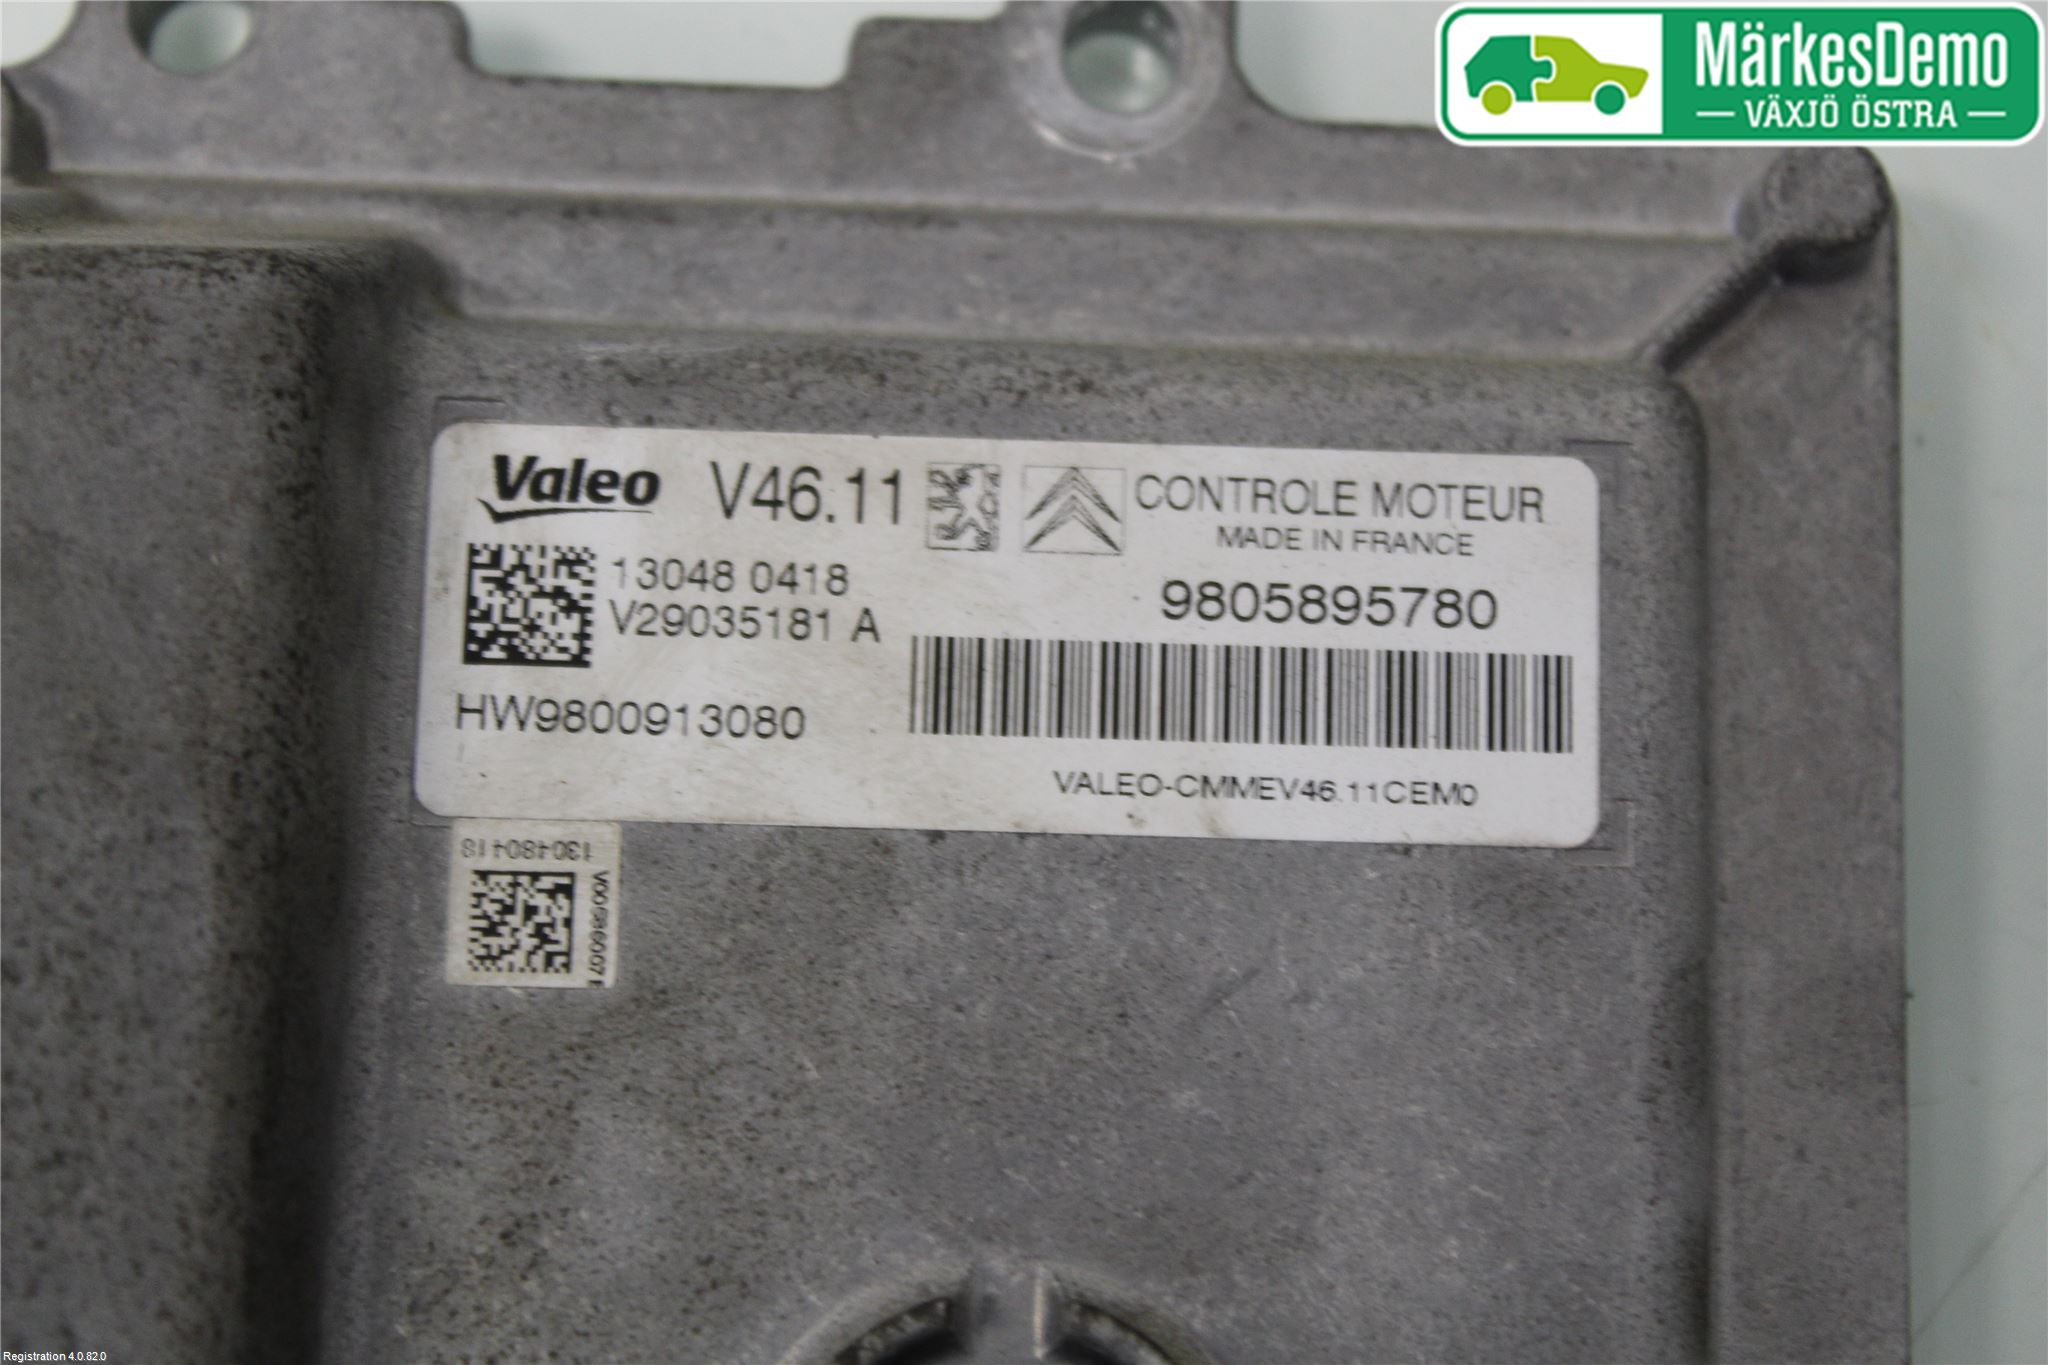 MärkesDemo
VÄXJÖ ÖSTRA
Valeo V46.11 CONTROLE MOTEUR
MADE IN FRANCE
13048 0418
V29035181 A
9805895780
HW9800913080
VALEO-CMMEV46.11CEM0
130480418
Registration 4.0.82.0